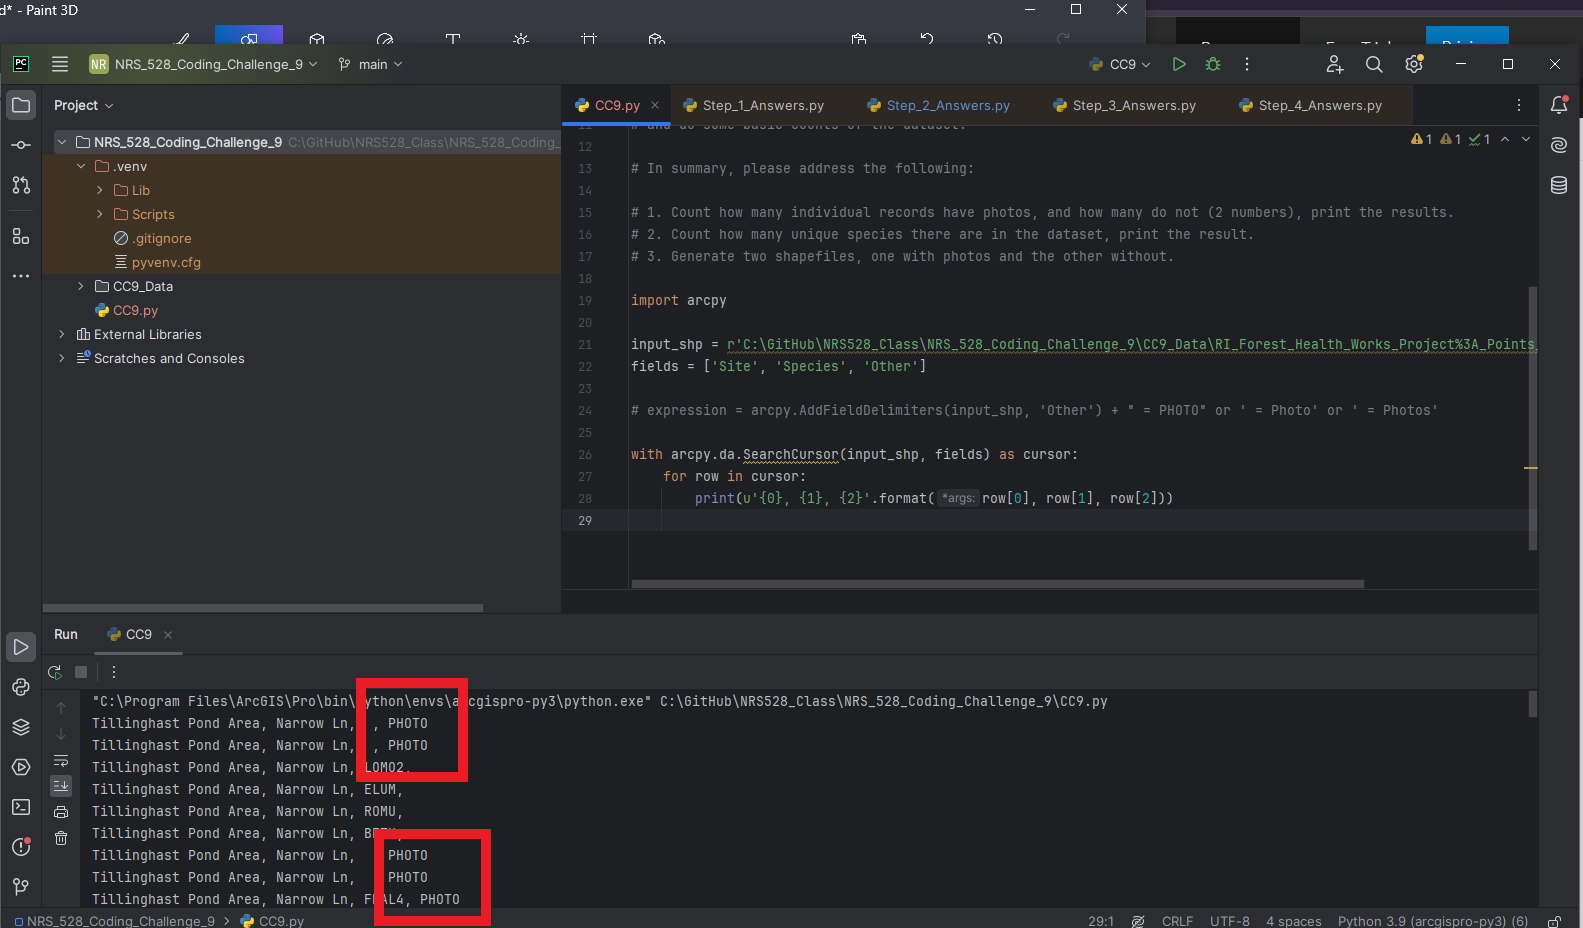 d* - Paint 3D
PC
NR NRS_528_Coding_Challenge_9
main
CC9
Project
CC9.py
Step_1_Answers.py
Step_2_Answers.py
Step_3_Answers.py
Step_4_Answers.py
NRS_528_Coding_Challenge_9 C:\GitHub\NRS528_Class\NRS_528_Coding_
.venv
Lib
Scripts
.gitignore
pyvenv.cfg
CC9_Data
CC9.py
External Libraries
Scratches and Consoles
1 1 1
11 # and do some basic counts of the dataset.
12
13 # In summary, please address the following:
14
15 # 1. Count how many individual records have photos, and how many do not (2 numbers), print the results.
16 # 2. Count how many unique species there are in the dataset, print the result.
17 # 3. Generate two shapefiles, one with photos and the other without.
18
19 import arcpy
20
21 input_shp = r'C:\GitHub\NRS528_Class\NRS_528_Coding_Challenge_9\CC9_Data\RI_Forest_Health_Works_Project%3A_Points_
22 fields = ['Site', 'Species', 'Other']
23
24 # expression = arcpy.AddFieldDelimiters(input_shp, 'Other') + " = PHOTO" or ' = Photo' or ' = Photos'
25
26 with arcpy.da.SearchCursor(input_shp, fields) as cursor:
27 for row in cursor:
28 print(u'{0}, {1}, {2}'.format( *args: row[0], row[1], row[2]))
29
Run
CC9
"C:\Program Files\ArcGIS\Pro\bin\ython\envs\arcgispro-py3\python.exe" C:\GitHub\NRS528_Class\NRS_528_Coding_Challenge_9\CC9.py
Tillinghast Pond Area, Narrow Ln, , PHOTO
Tillinghast Pond Area, Narrow Ln, , PHOTO
Tillinghast Pond Area, Narrow Ln, LOMO2,
Tillinghast Pond Area, Narrow Ln, ELUM,
Tillinghast Pond Area, Narrow Ln, ROMU,
Tillinghast Pond Area, Narrow Ln,
Tillinghast Pond Area, Narrow Ln, PHOTO
Tillinghast Pond Area, Narrow Ln, PHOTO
Tillinghast Pond Area, Narrow Ln, PHOTO
NRS_528_Coding_Challenge_9 > CC9.py
29:1 CRLF UTF-8 4 spaces Python 3.9 (arcgispro-py3) (6)